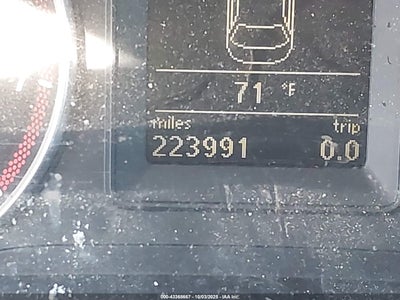 71 °F
miles trip
223991 0.0
000-43368667 - 10/03/2025 - IAA Inc.